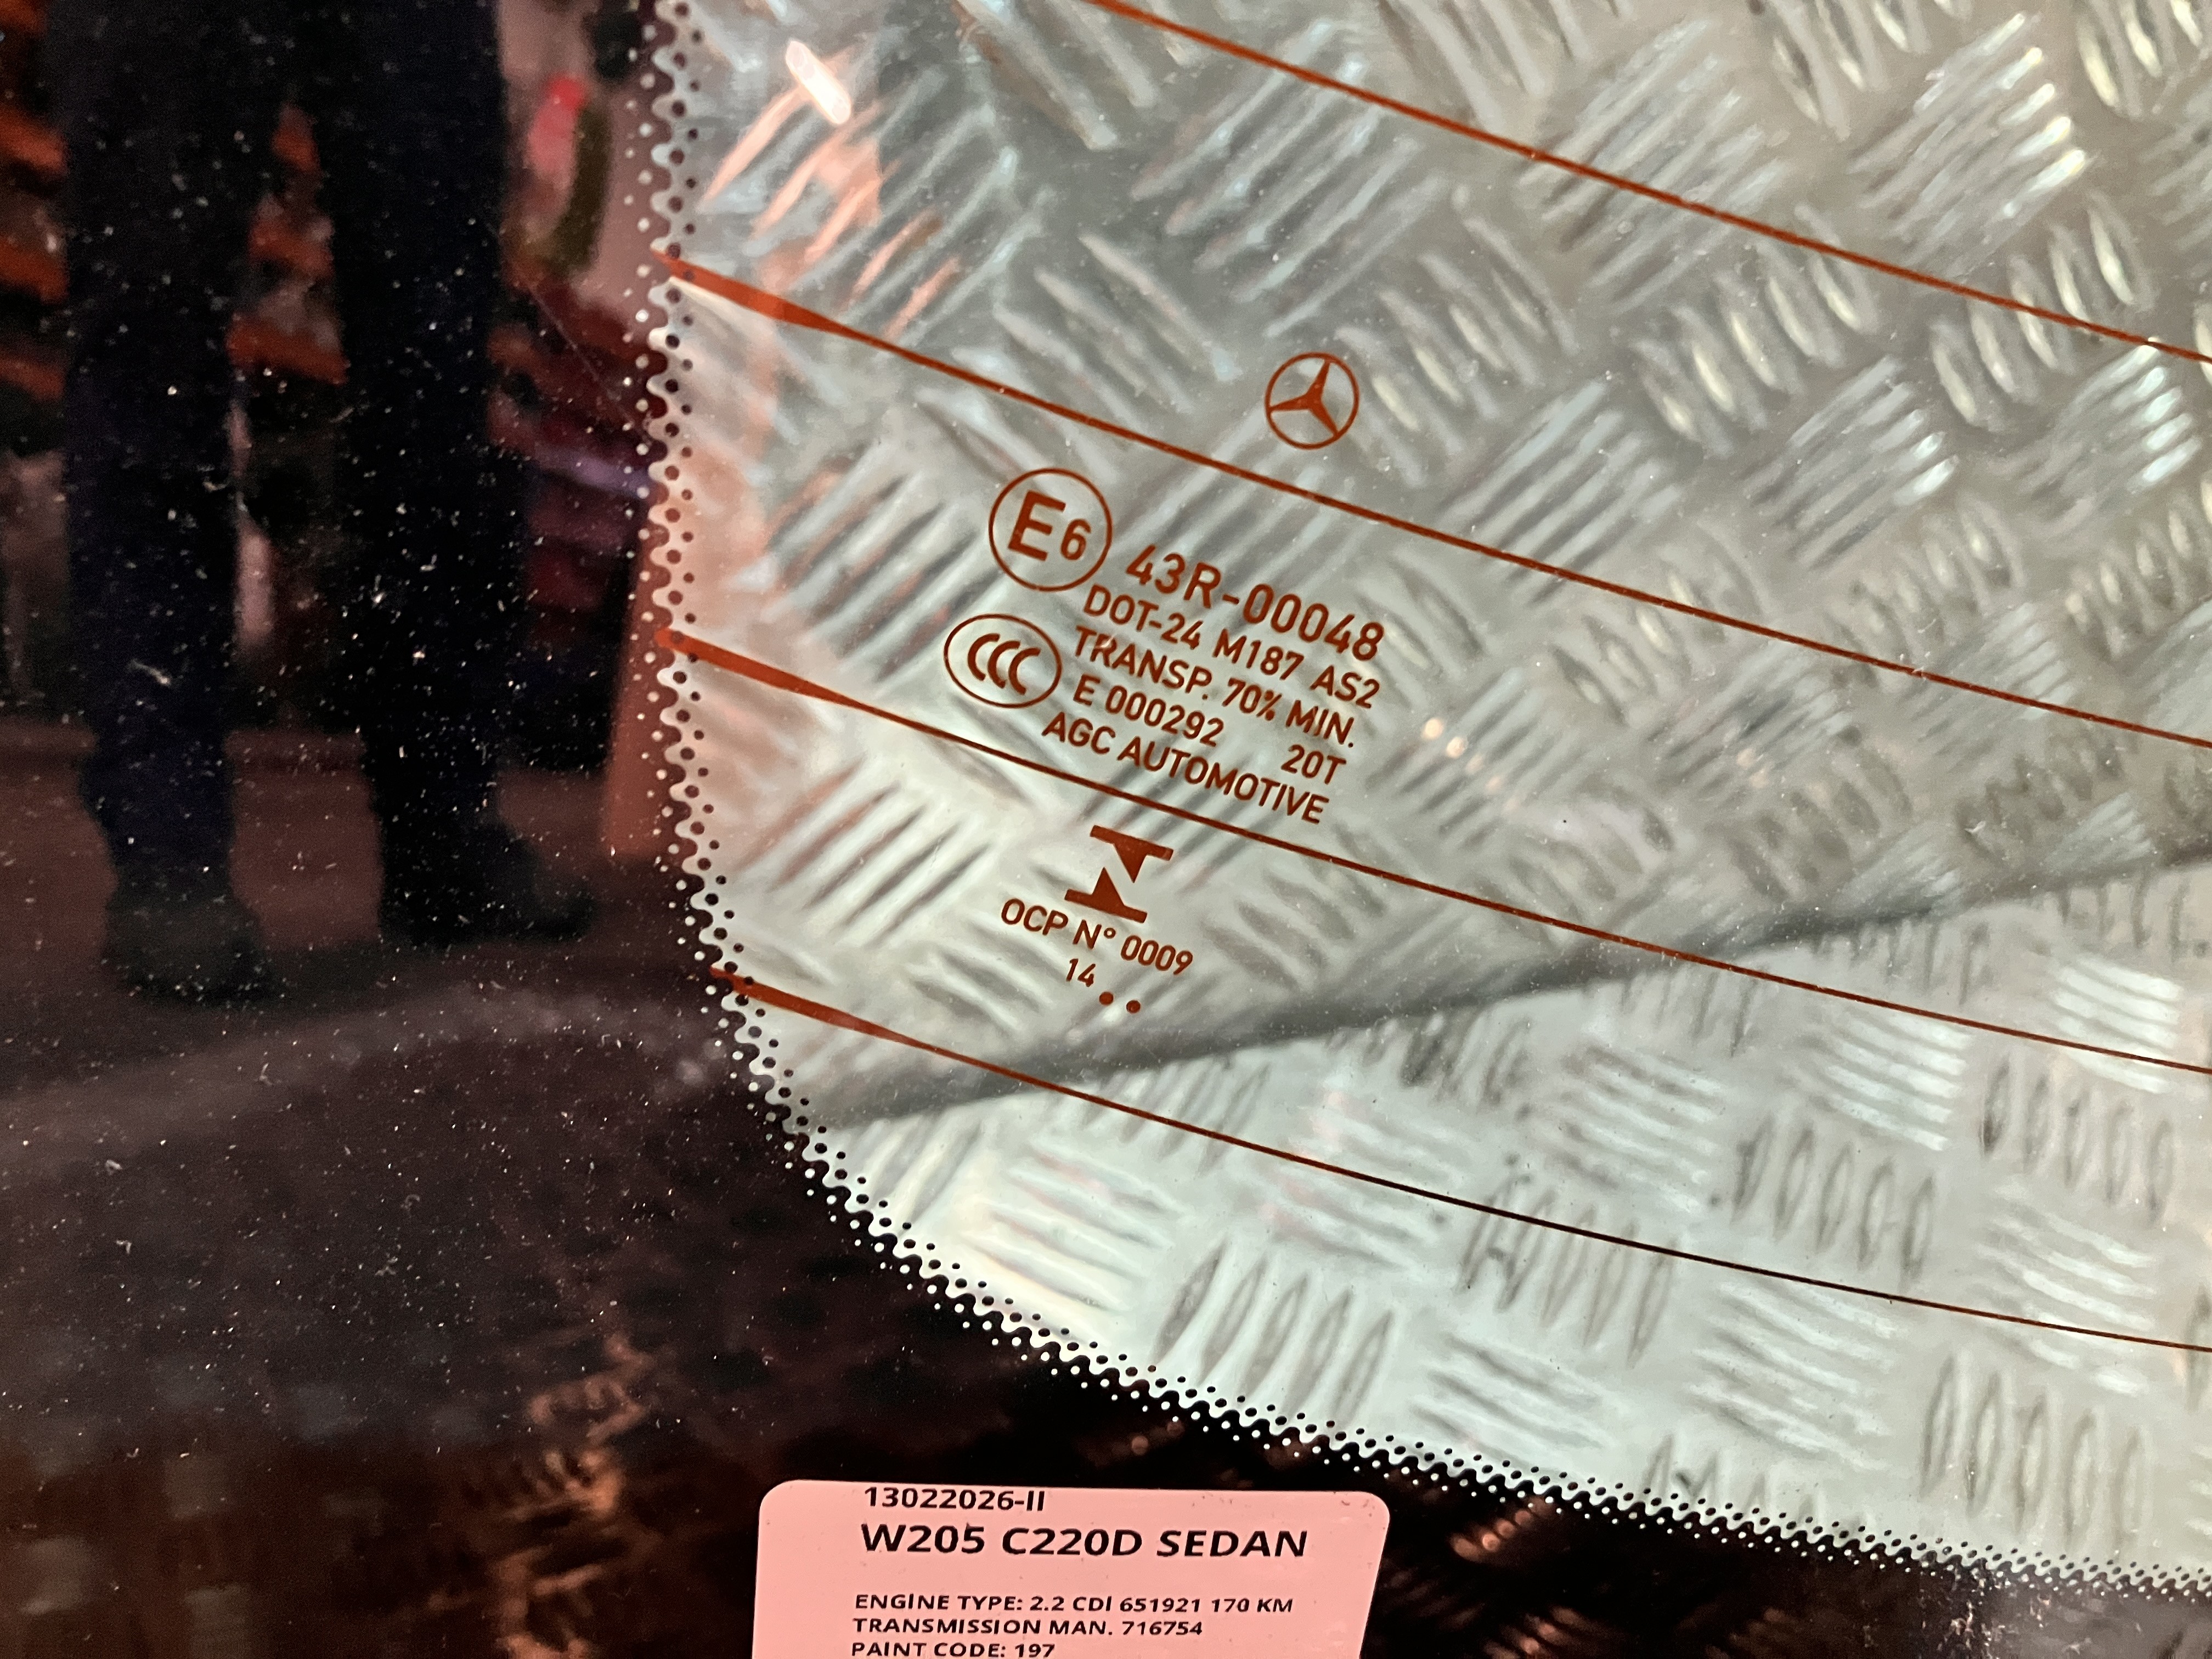 E6 43R-00048
DOT-24 M187 AS2
CCC TRANSP. 70% MIN.
E 000292 20T
AGC AUTOMOTIVE
OCP N° 0009
14 ••
13022026-II
W205 C220D SEDAN
ENGINE TYPE: 2.2 CDI 651921 170 KM
TRANSMISSION MAN. 716754
PAINT CODE: 197